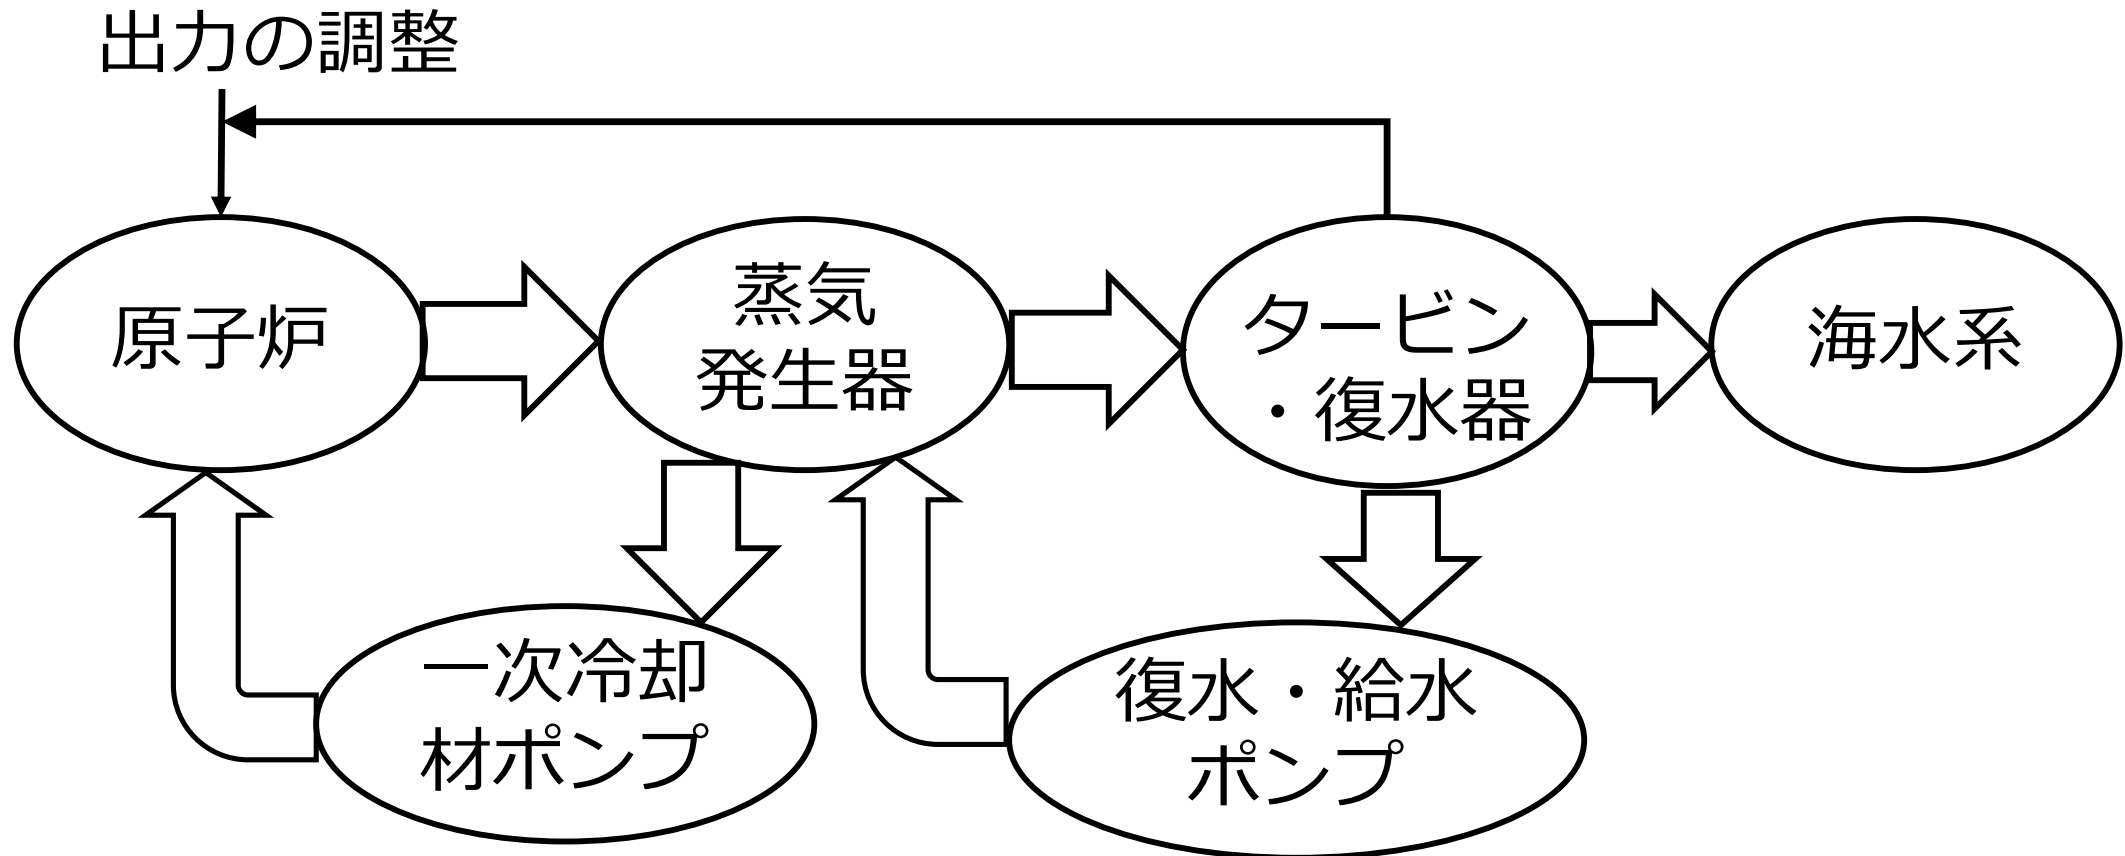 出力の調整
原子炉
蒸気
発生器
タービン
・復水器
海水系
一次冷却
材ポンプ
復水・給水
ポンプ